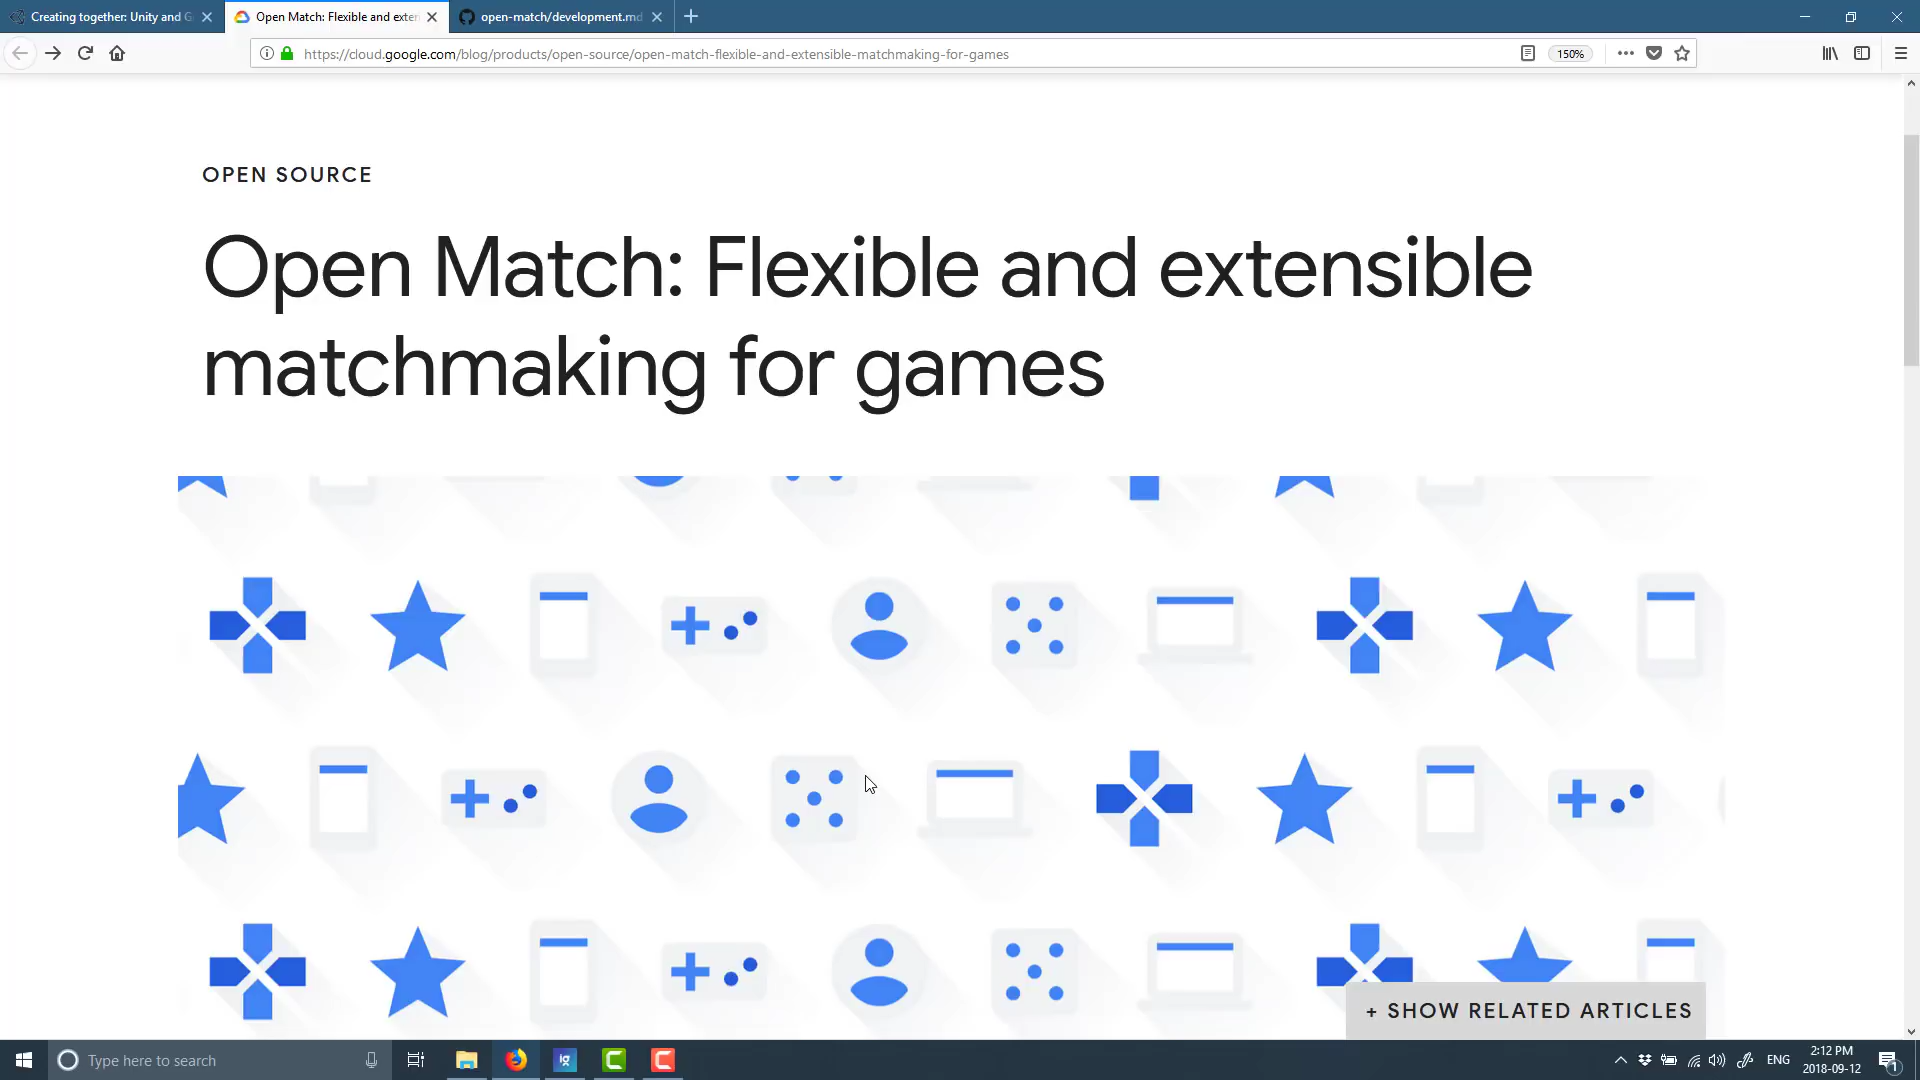 Creating together: Unity and G
Open Match: Flexible and exten
open-match/development.md
https://cloud.google.com/blog/products/open-source/open-match-flexible-and-extensible-matchmaking-for-games
150%
OPEN SOURCE
Open Match: Flexible and extensible
matchmaking for games
+ SHOW RELATED ARTICLES
Type here to search
ig
ENG
2:12 PM
2018-09-12
1